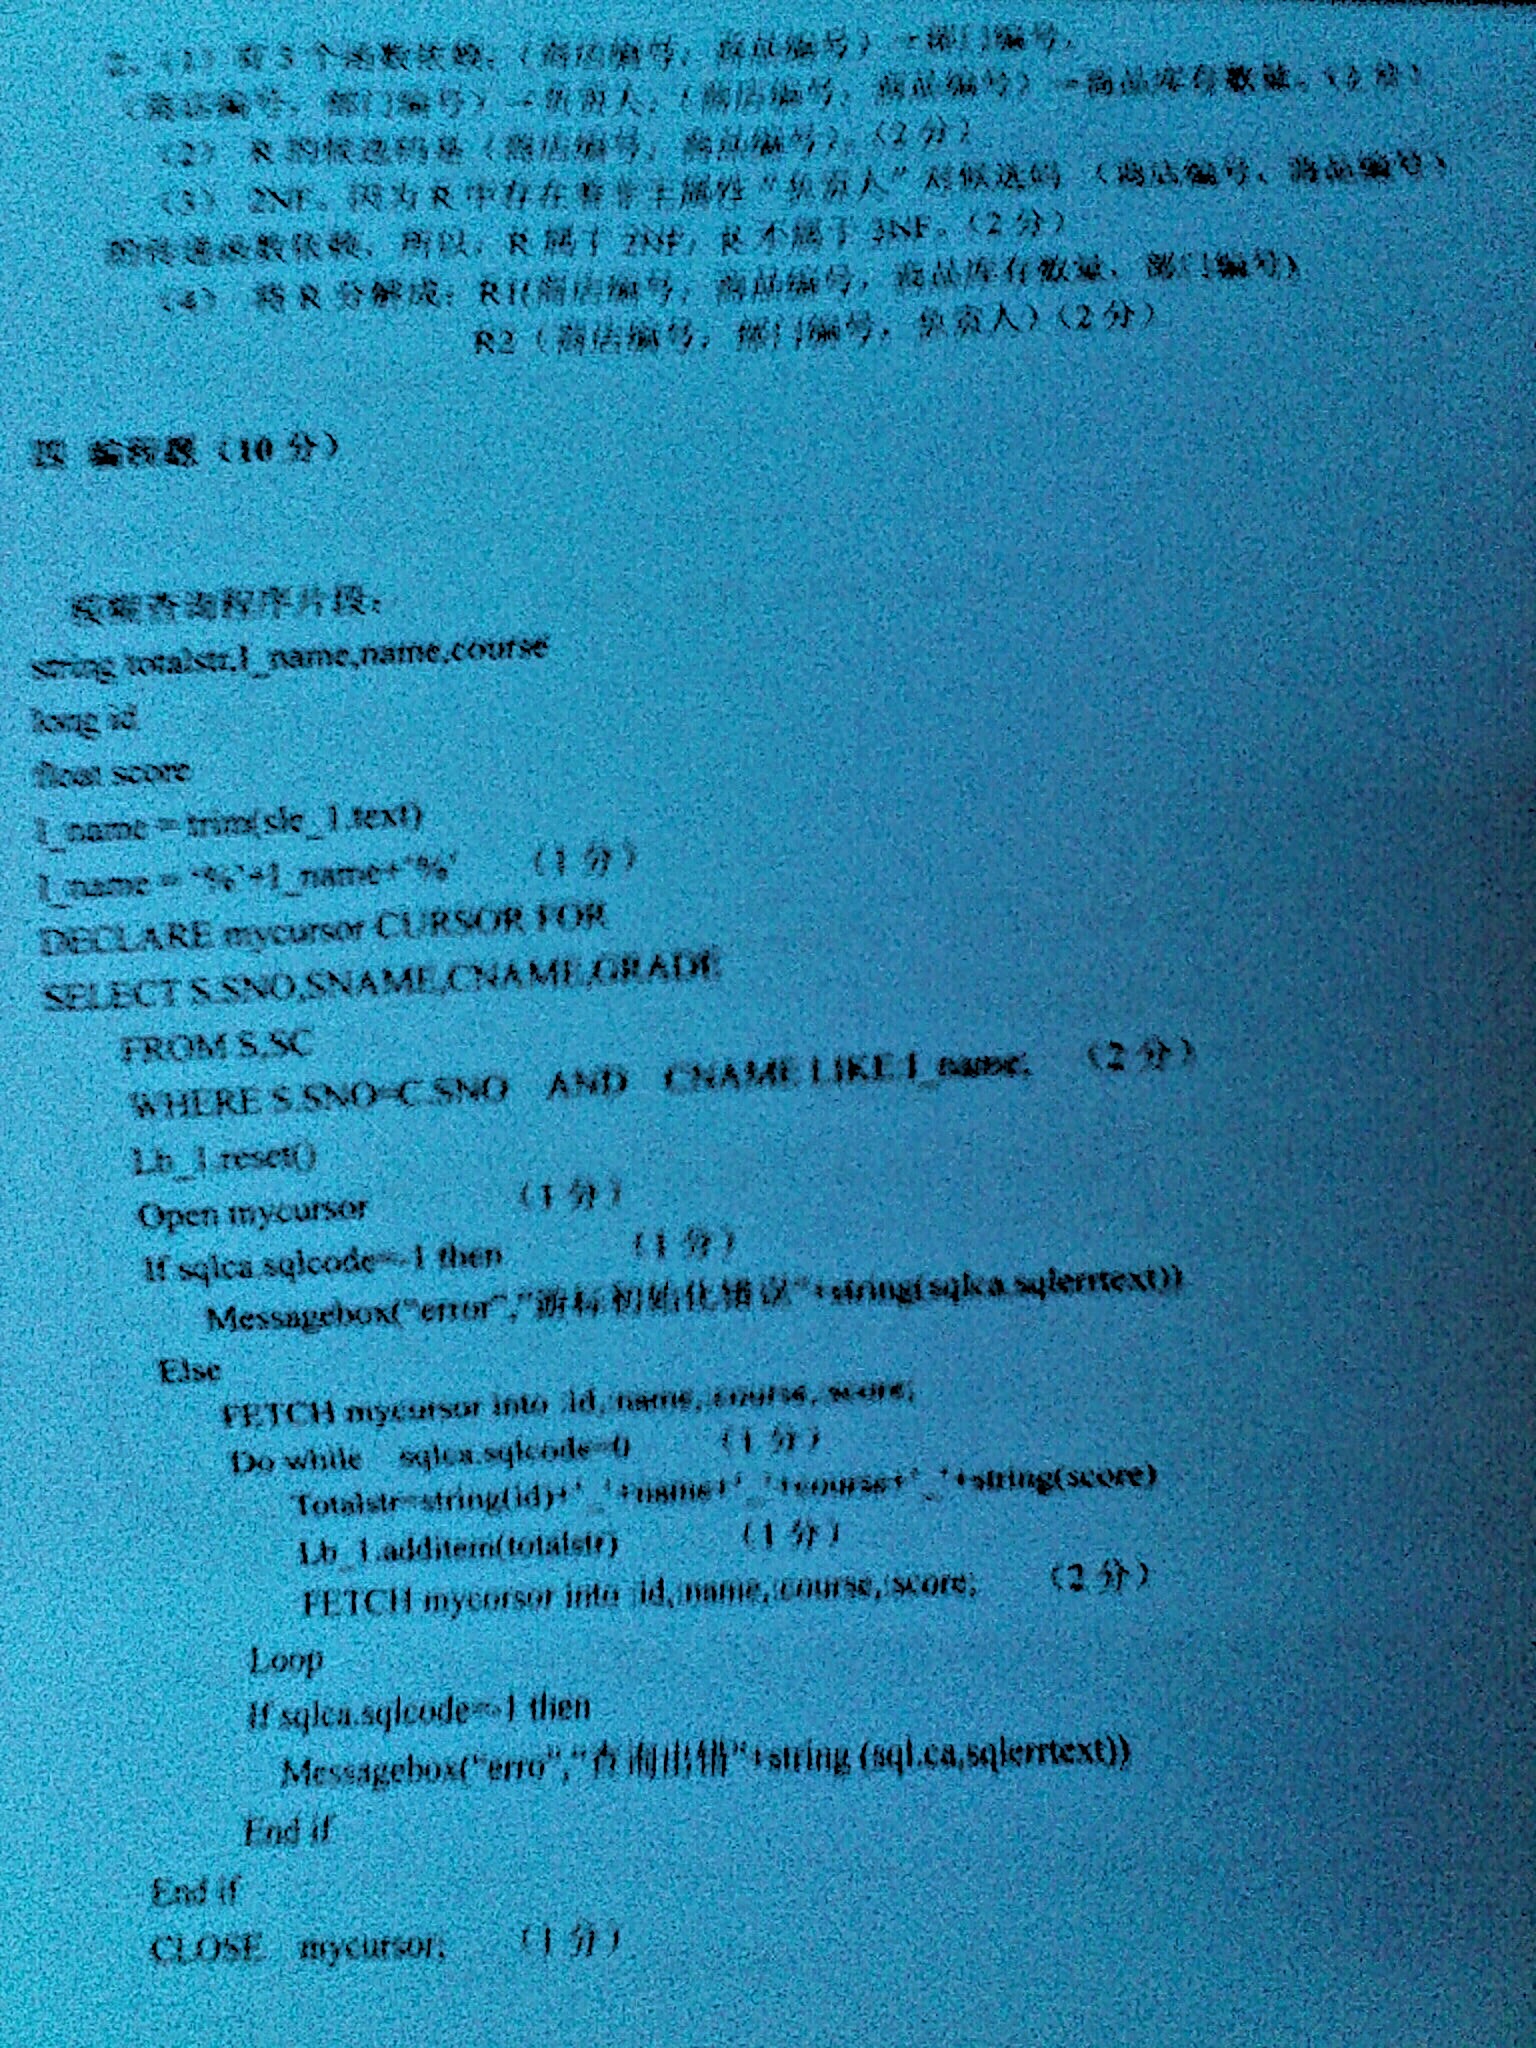 2、(1) 有3个函数依赖:(商店编号,商品编号)→部门编号,
(商店编号,部门编号)→负责人,(商店编号,商品编号)→商品库存数量。(3分)
(2) R的候选码是(商店编号,商品编号)。(2分)
(3) 2NF。因为R中存在着非主属性“负责人”对候选码 (商店编号、商品编号)
的传递函数依赖,所以,R属于2NF,R不属于3NF。(2分)
(4) 将R分解成:R1(商店编号,商品编号,商品库存数量,部门编号)
R2(商店编号,部门编号,负责人)(2分)
编程题(10 分)
模糊查询程序片段:
string totalstr,l_name,name,course
long id
float score
l_name = trim(sle_1.text)
l_name = '%'+l_name+'%' (1 分)
DECLARE mycursor CURSOR FOR
SELECT S.SNO,SNAME,CNAME,GRADE
FROM S,SC
WHERE S.SNO=C.SNO AND CNAME LIKE:l_name; (2 分)
Lb_1.reset()
Open mycursor (1 分)
If sqlca.sqlcode=-1 then (1 分)
Messagebox("error","游标初始化错误"+string(sqlca.sqlerrtext))
Else
FETCH mycursor into :id,:name,:course,:score;
Do while sqlca.sqlcode=0 (1 分)
Totalstr=string(id)+'_'+name+'_'+course+'_'+string(score)
Lb_1.additem(totalstr) (1 分)
FETCH mycorsor into :id,:name,:course,:score; (2 分)
Loop
If sqlca.sqlcode=-1 then
Messagebox("erro","查询出错"+string (sql.ca,sqlerrtext))
End if
End if
CLOSE mycursor; (1 分)